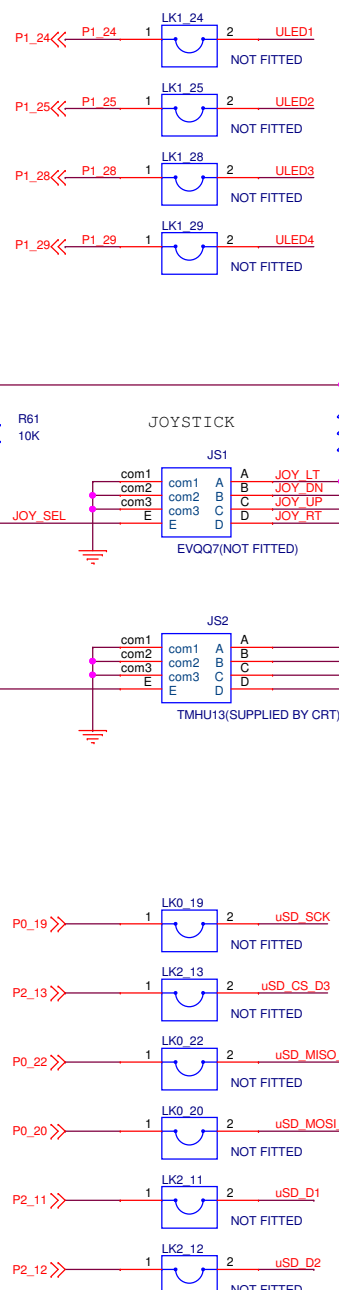 LK1_24
P1_24 P1_24 1 2 ULED1
NOT FITTED
LK1_25
P1_25 P1_25 1 2 ULED2
NOT FITTED
LK1_28
P1_28 P1_28 1 2 ULED3
NOT FITTED
LK1_29
P1_29 P1_29 1 2 ULED4
NOT FITTED
R61
10K
JOYSTICK
JS1
com1 com1 A A JOY_LT
com2 com2 B B JOY_DN
com3 com3 C C JOY_UP
JOY_SEL E E D D JOY_RT
EVQQ7(NOT FITTED)
JS2
com1 com1 A A
com2 com2 B B
com3 com3 C C
E E D D
TMHU13(SUPPLIED BY CRT)
LK0_19
P0_19 1 2 uSD_SCK
NOT FITTED
LK2_13
P2_13 1 2 uSD_CS_D3
NOT FITTED
LK0_22
P0_22 1 2 uSD_MISO_
NOT FITTED
LK0_20
P0_20 1 2 uSD_MOSI_
NOT FITTED
LK2_11
P2_11 1 2 uSD_D1
NOT FITTED
LK2_12
P2_12 1 2 uSD_D2
NOT FITTED